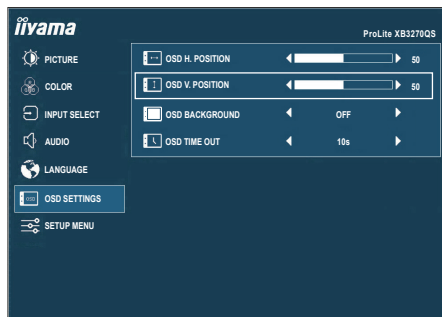 iiyama
ProLite XB3270QS
PICTURE
COLOR
INPUT SELECT
AUDIO
LANGUAGE
OSD SETTINGS
SETUP MENU
OSD H. POSITION 50
OSD V. POSITION 50
OSD BACKGROUND OFF
OSD TIME OUT 10s